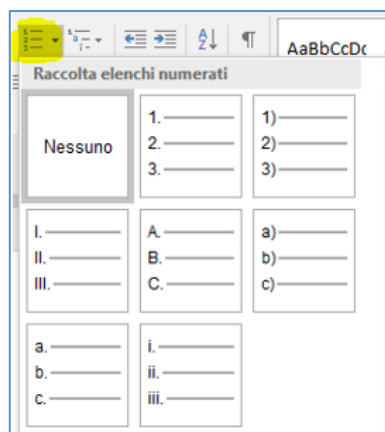 AaBbCcDc
Raccolta elenchi numerati
Nessuno
1.
2.
3.
1)
2)
3)
I.
II.
III.
A.
B.
C.
a)
b)
c)
a.
b.
c.
i.
ii.
iii.